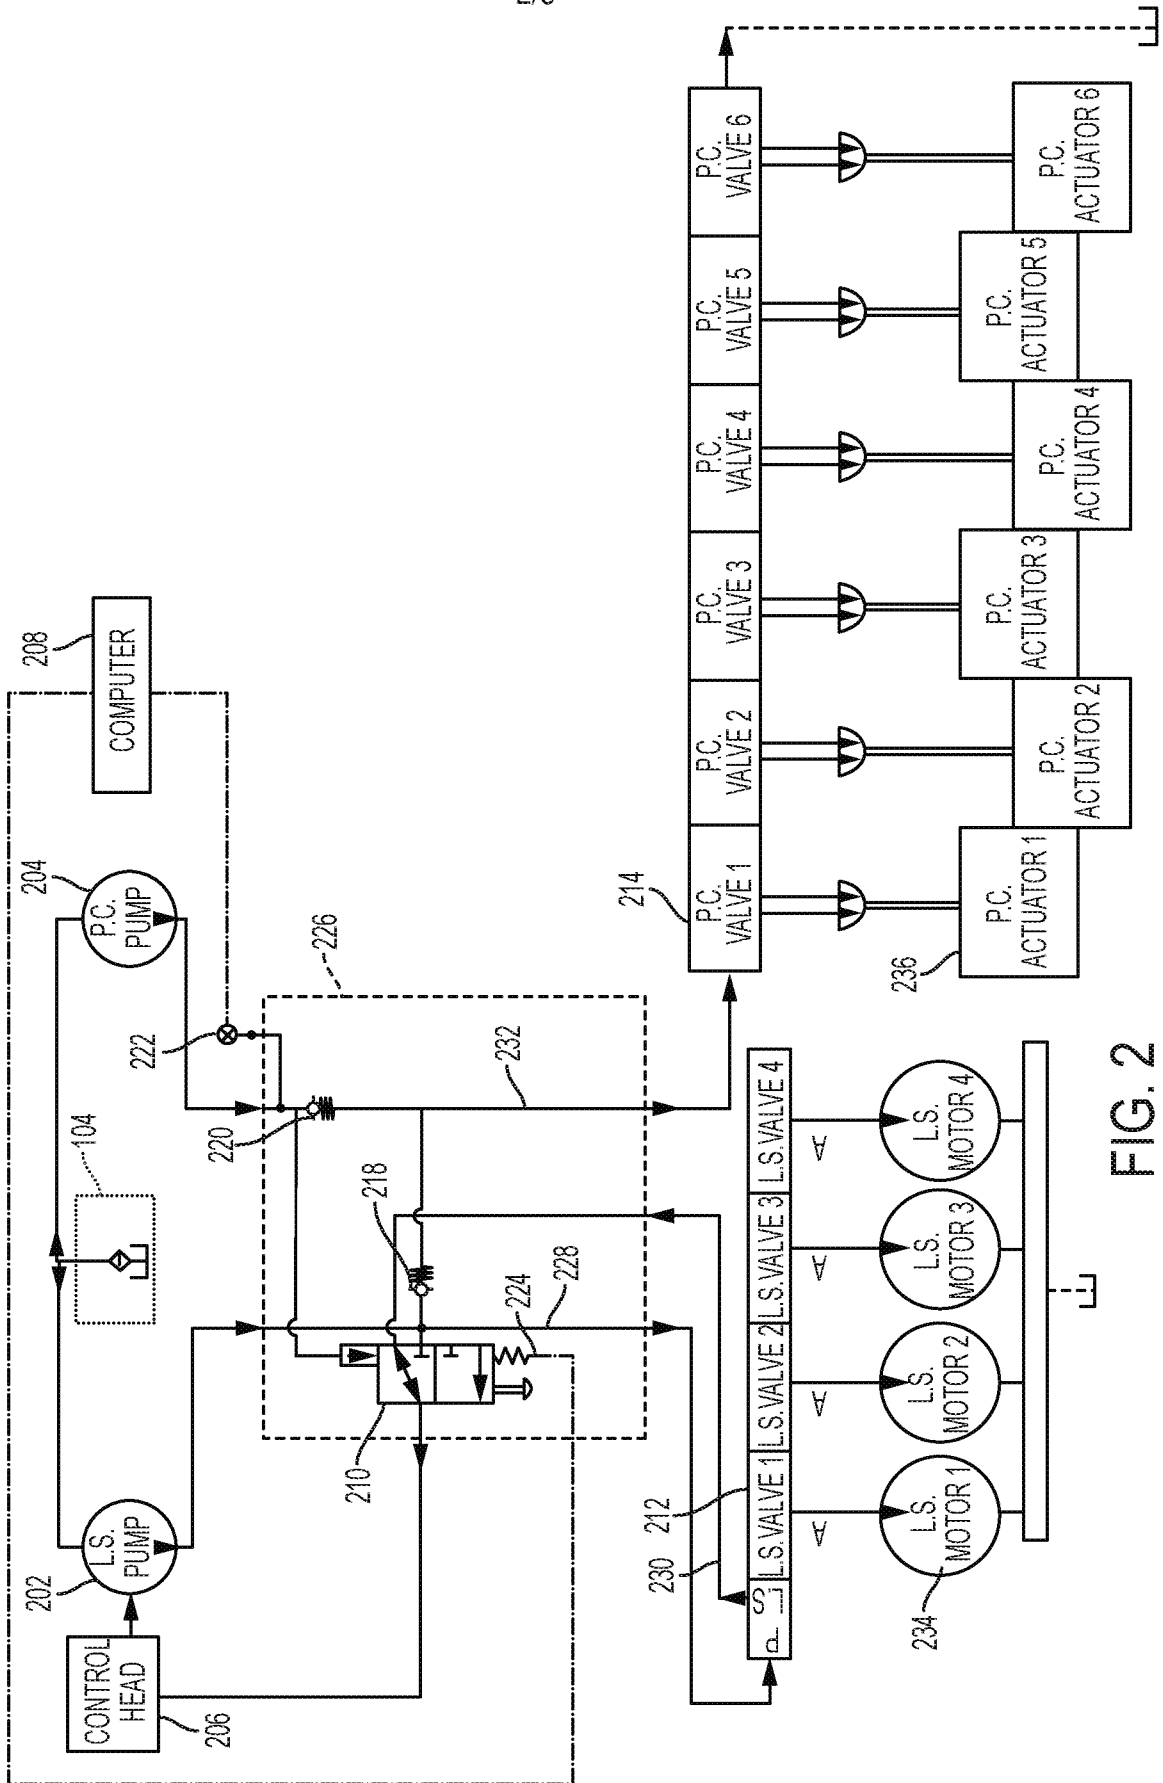 2/6
CONTROL
HEAD
206
L.S.
PUMP
202
104
P.C.
PUMP
204
COMPUTER
208
222
220
226
218
210
224
228
232
230
212
L.S.VALVE 1
L.S.VALVE 2
L.S.VALVE 3
L.S.VALVE 4
P
LS
A
A
A
A
L.S.
MOTOR 1
L.S.
MOTOR 2
L.S.
MOTOR 3
L.S.
MOTOR 4
234
214
P.C.
VALVE 1
P.C.
VALVE 2
P.C.
VALVE 3
P.C.
VALVE 4
P.C.
VALVE 5
P.C.
VALVE 6
236
P.C.
ACTUATOR 1
P.C.
ACTUATOR 2
P.C.
ACTUATOR 3
P.C.
ACTUATOR 4
P.C.
ACTUATOR 5
P.C.
ACTUATOR 6
FIG. 2